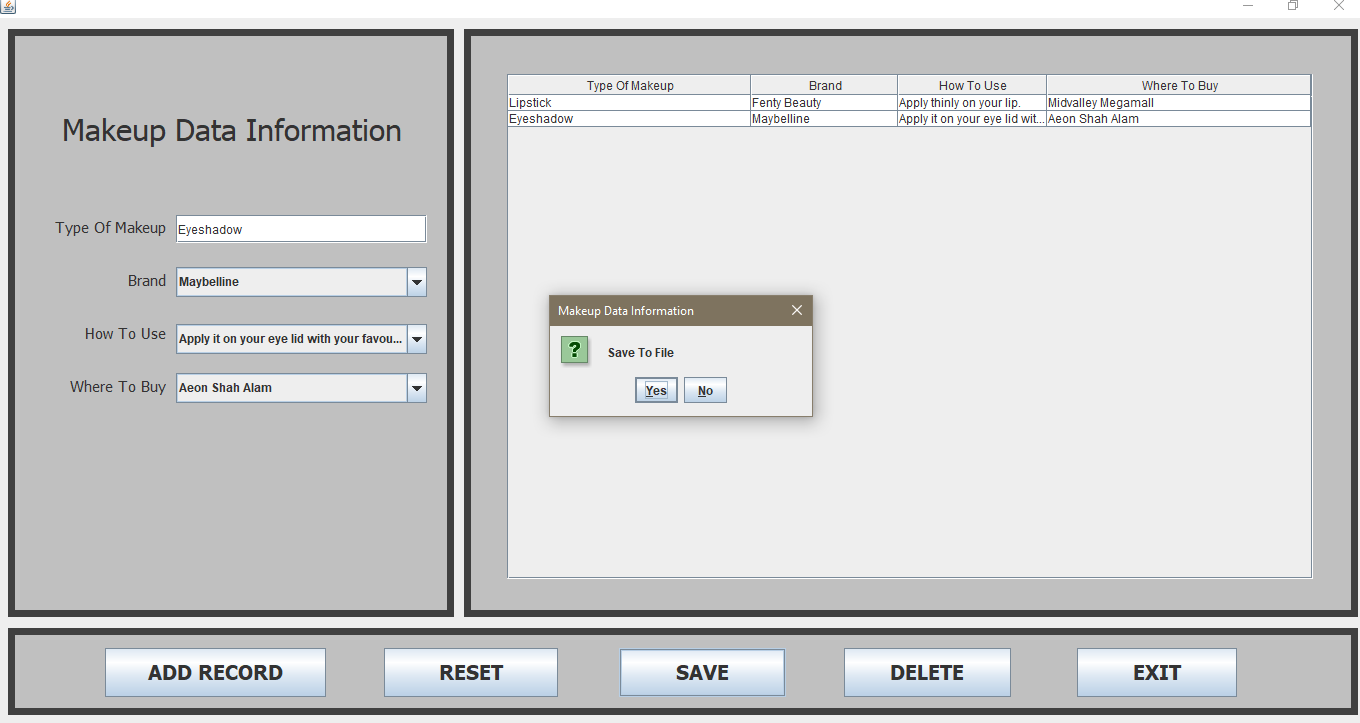 Makeup Data Information
Type Of Makeup Eyeshadow
Brand Maybelline
How To Use Apply it on your eye lid with your favou...
Where To Buy Aeon Shah Alam
Type Of Makeup Brand How To Use Where To Buy
Lipstick Fenty Beauty Apply thinly on your lip. Midvalley Megamall
Eyeshadow Maybelline Apply it on your eye lid wit... Aeon Shah Alam
Makeup Data Information
? Save To File
Yes No
ADD RECORD RESET SAVE DELETE EXIT